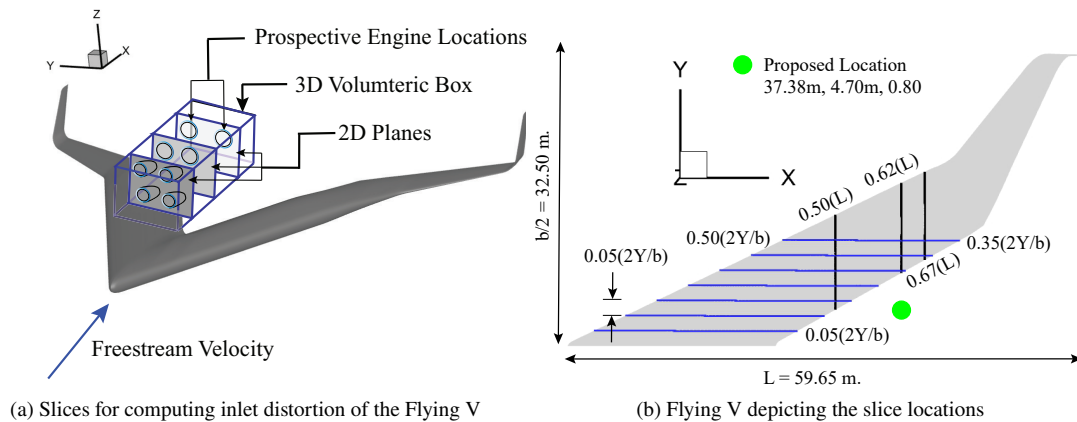 Z
Y
X
Prospective Engine Locations
3D Volumteric Box
2D Planes
Freestream Velocity
(a) Slices for computing inlet distortion of the Flying V
b/2 = 32.50 m.
Proposed Location
37.38m, 4.70m, 0.80
Y
Z
X
0.62(L)
0.50(L)
0.50(2Y/b)
0.35(2Y/b)
0.05(2Y/b)
0.67(L)
0.05(2Y/b)
L = 59.65 m.
(b) Flying V depicting the slice locations